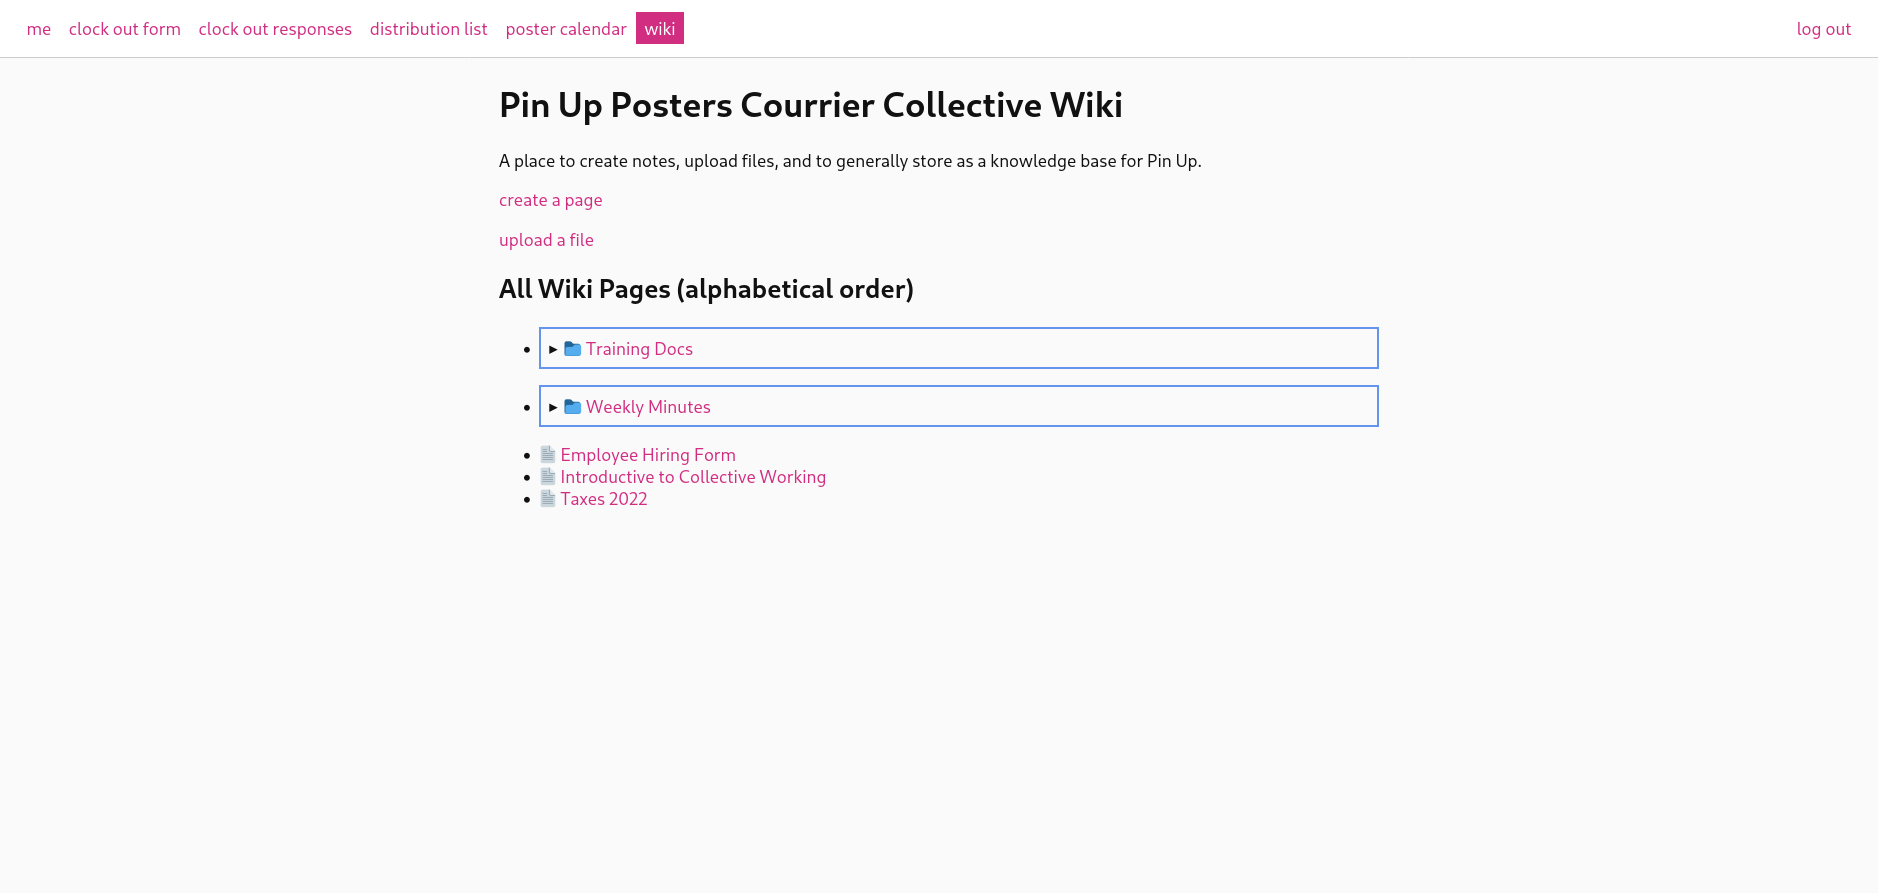 me clock out form clock out responses distribution list poster calendar wiki log out
Pin Up Posters Courrier Collective Wiki
A place to create notes, upload files, and to generally store as a knowledge base for Pin Up.
create a page
upload a file
All Wiki Pages (alphabetical order)
Training Docs
Weekly Minutes
Employee Hiring Form
Introductive to Collective Working
Taxes 2022